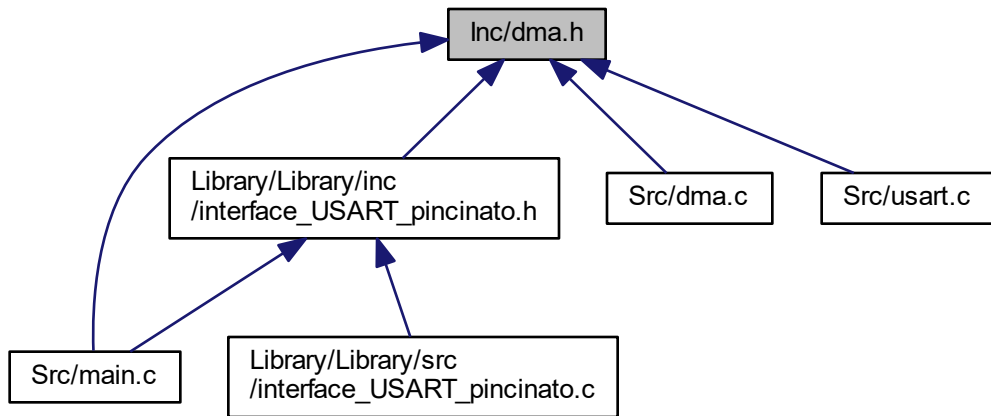 Inc/dma.h
Library/Library/inc
/interface_USART_pincinato.h
Src/dma.c
Src/usart.c
Src/main.c
Library/Library/src
/interface_USART_pincinato.c